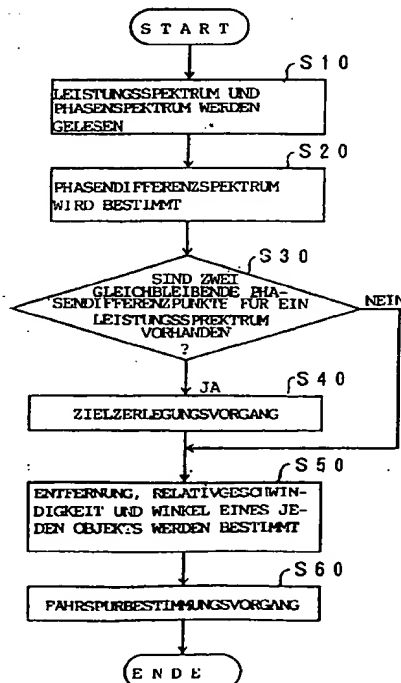 START
S10
LEISTUNGSSPEKTRUM UND
PHASENSPEKTRUM WERDEN
GELESEN
S20
PHASENDIFFERENZSPEKTRUM
WIRD BESTIMMT
S30
SIND ZWEI
GLEICHBLEIBENDE PHA-
SENDIFFERENZPUNKTE FÜR EIN
LEISTUNGSSPREKTRUM
VORHANDEN
?
NEIN
JA
S40
ZIELZERLEGUNGSVORGANG
S50
ENTFERNUNG, RELATIVGESCHWIN-
DIGKEIT UND WINKEL EINES JE-
DEN OBJEKTS WERDEN BESTIMMT
S60
FAHRSPURBESTIMMUNGSVORGANG
ENDE